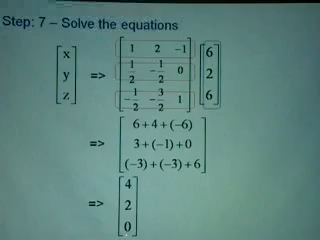 Step: 7 – Solve the equations
[x y z] => [1 2 -1; 1/2 -1/2 0; -1/2 -3/2 1] [6 2 6]
=> [6+4+(-6); 3+(-1)+0; (-3)+(-3)+6]
=> [4 2 0]